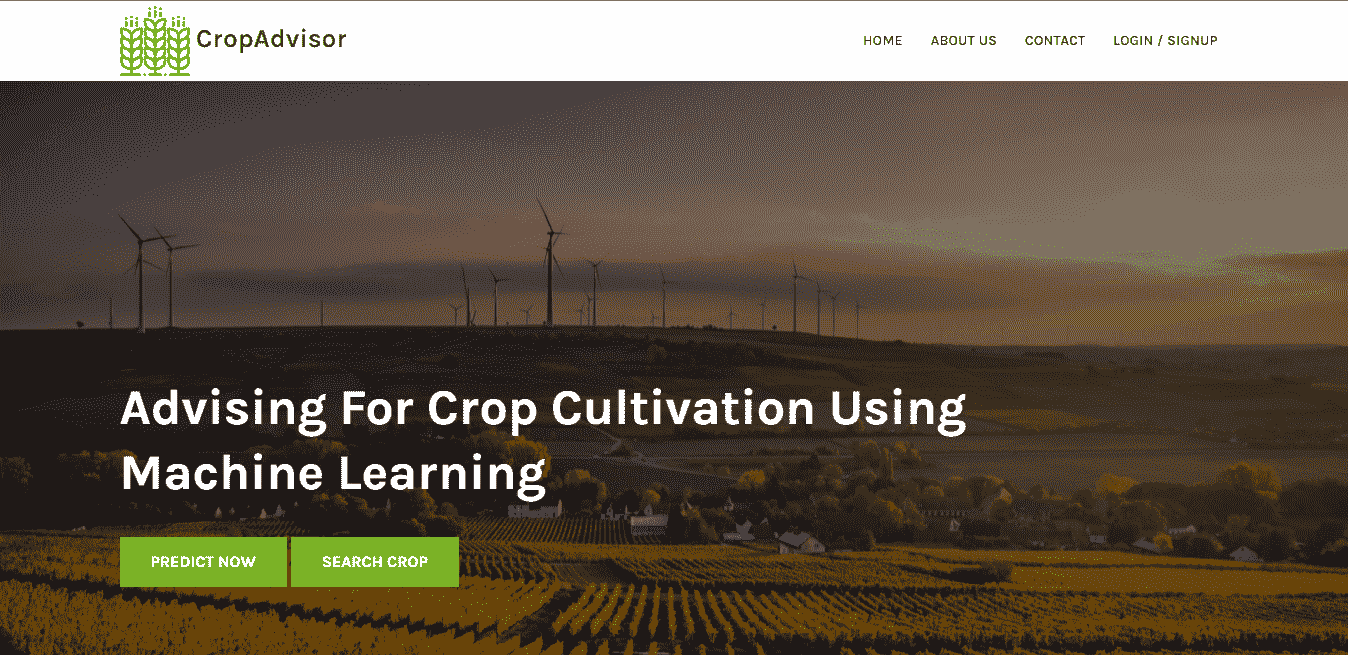 CropAdvisor
HOME
ABOUT US
CONTACT
LOGIN / SIGNUP
Advising For Crop Cultivation Using
Machine Learning
PREDICT NOW
SEARCH CROP